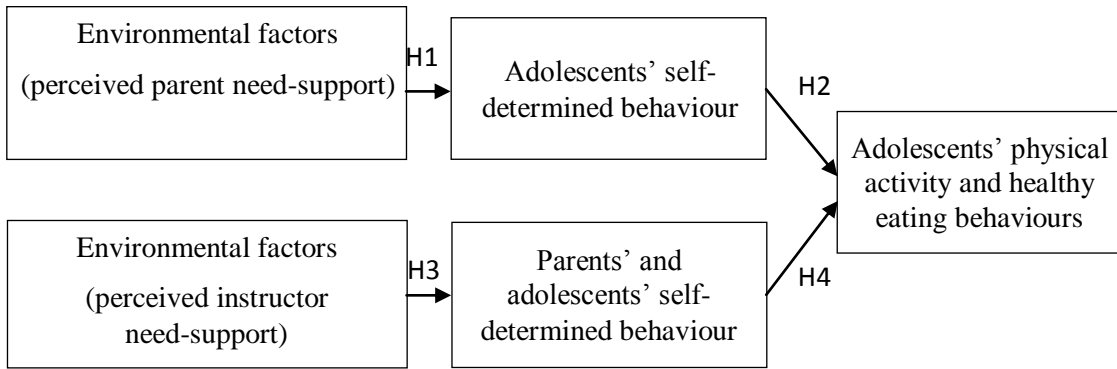 Environmental factors
(perceived parent need-support)
H1
Adolescents’ self-
determined behaviour
H2
Adolescents’ physical
activity and healthy
eating behaviours
Environmental factors
(perceived instructor
need-support)
H3
Parents’ and
adolescents’ self-
determined behaviour
H4